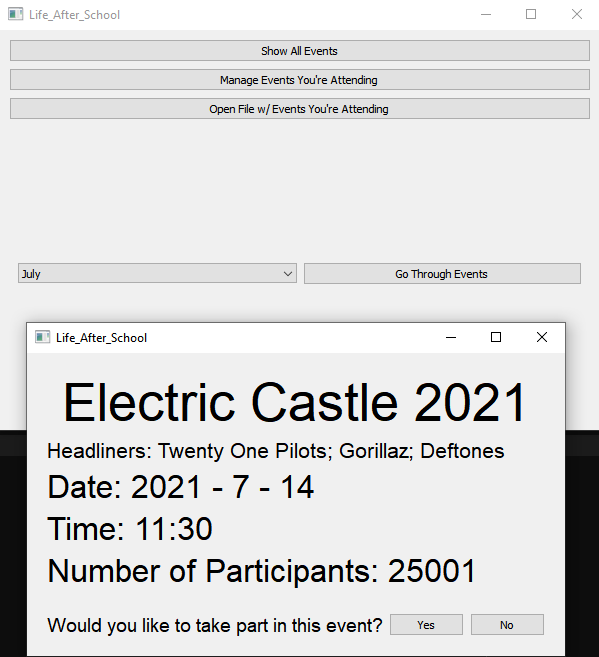 Life_After_School
Show All Events
Manage Events You're Attending
Open File w/ Events You're Attending
July Go Through Events
Life_After_School
Electric Castle 2021
Headliners: Twenty One Pilots; Gorillaz; Deftones
Date: 2021 - 7 - 14
Time: 11:30
Number of Participants: 25001
Would you like to take part in this event? Yes No